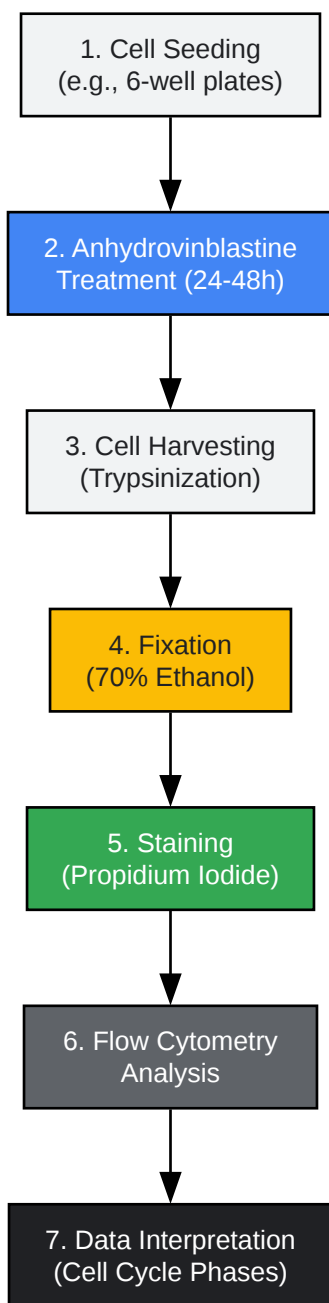 1. Cell Seeding
(e.g., 6-well plates)
2. Anhydrovinblastine
Treatment (24-48h)
3. Cell Harvesting
(Trypsinization)
4. Fixation
(70% Ethanol)
5. Staining
(Propidium Iodide)
6. Flow Cytometry
Analysis
7. Data Interpretation
(Cell Cycle Phases)